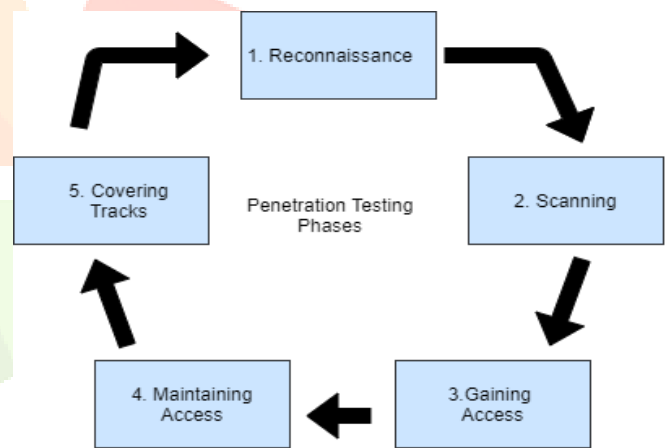 1. Reconnaissance
2. Scanning
3.Gaining
Access
4. Maintaining
Access
5. Covering
Tracks
Penetration Testing
Phases